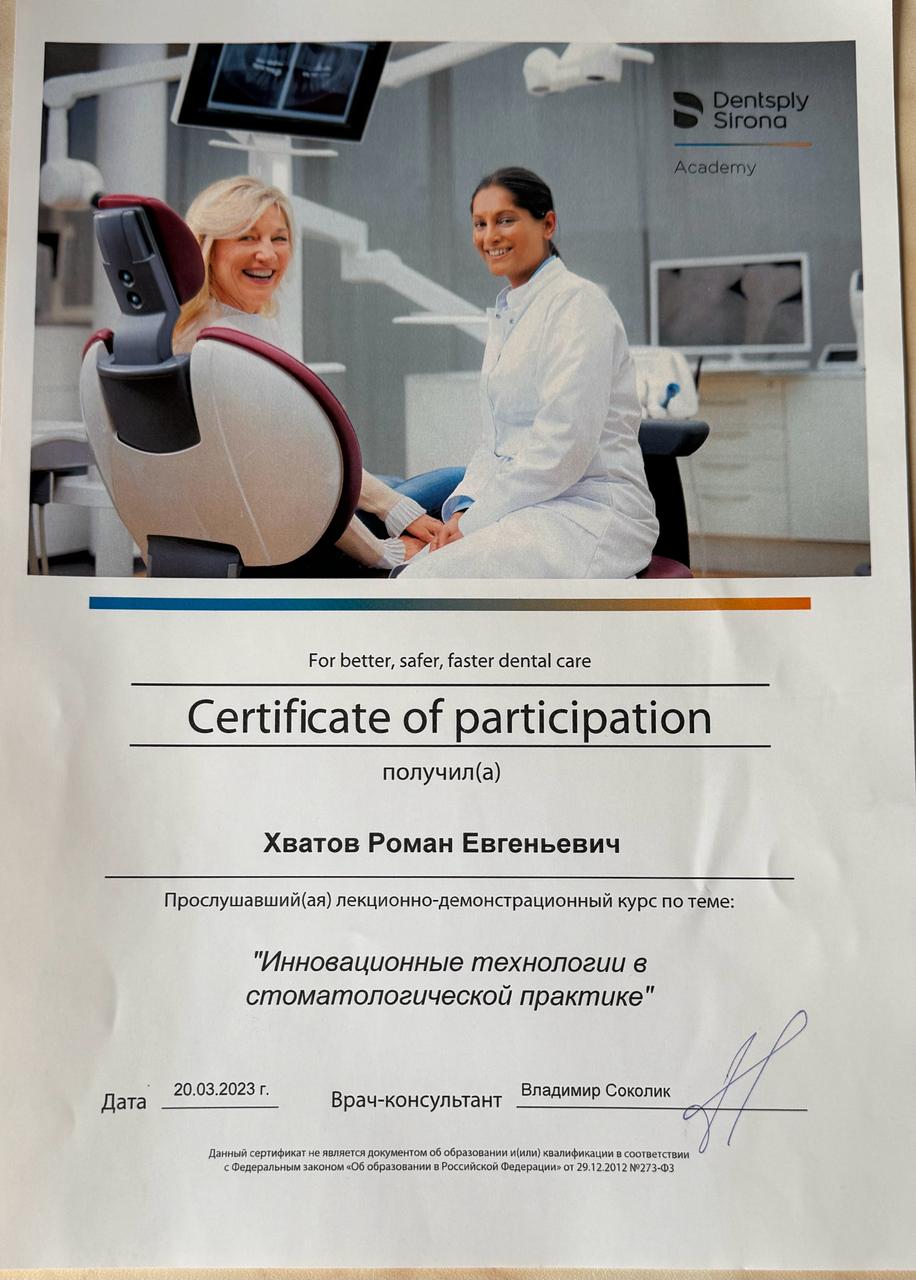 Dentsply
Sirona
Academy
For better, safer, faster dental care
Certificate of participation
получил(а)
Хватов Роман Евгеньевич
Прослушавший(ая) лекционно-демонстрационный курс по теме:
"Инновационные технологии в
стоматологической практике"
Дата 20.03.2023 г. Врач-консультант Владимир Соколик
Данный сертификат не является документом об образовании и(или) квалификации в соответствии
с Федеральным законом «Об образовании в Российской Федерации» от 29.12.2012 №273-ФЗ